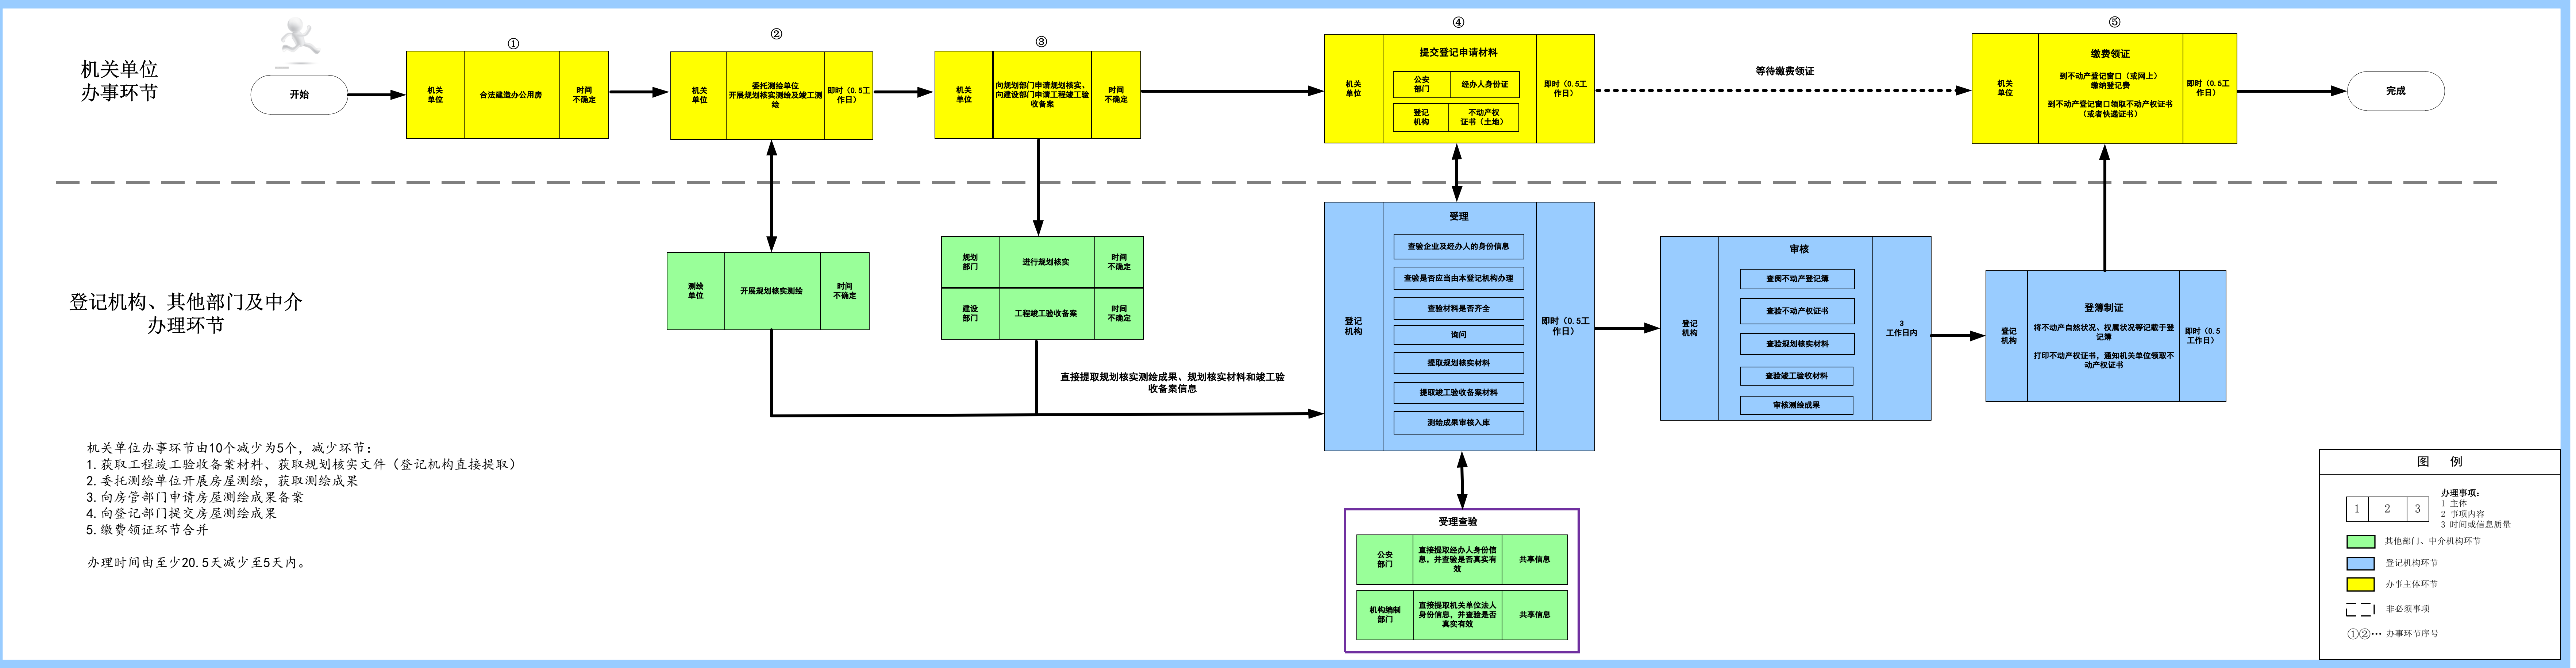 机关单位
办事环节
开始
①
机关
单位
合法建造办公用房
时间
不确定
②
机关
单位
委托测绘单位
开展规划核实测绘及竣工测
绘
即时（0.5工
作日）
③
机关
单位
向规划部门申请规划核实、
向建设部门申请工程竣工验
收备案
时间
不确定
④
机关
单位
提交登记申请材料
公安
部门
经办人身份证
登记
机构
不动产权
证书（土地）
即时（0.5工
作日）
等待缴费领证
⑤
机关
单位
缴费领证
到不动产登记窗口（或网上）
缴纳登记费
到不动产登记窗口领取不动产权证书
（或者快递证书）
即时（0.5工
作日）
完成
登记机构、其他部门及中介
办理环节
测绘
单位
开展规划核实测绘
时间
不确定
规划
部门
进行规划核实
时间
不确定
建设
部门
工程竣工验收备案
时间
不确定
直接提取规划核实测绘成果、规划核实材料和竣工验
收备案信息
登记
机构
受理
查验企业及经办人的身份信息
查验是否应当由本登记机构办理
查验材料是否齐全
询问
提取规划核实材料
提取竣工验收备案材料
测绘成果审核入库
即时（0.5工
作日）
登记
机构
审核
查阅不动产登记簿
查验不动产权证书
查验规划核实材料
查验竣工验收材料
审核测绘成果
3
工作日内
登记
机构
登簿制证
将不动产自然状况、权属状况等记载于登
记簿
打印不动产权证书，通知机关单位领取不
动产权证书
即时（0.5
工作日）
受理查验
公安
部门
直接提取经办人身份信
息，并查验是否真实有
效
共享信息
机构编制
部门
直接提取机关单位法人
身份信息，并查验是否
真实有效
共享信息
机关单位办事环节由10个减少为5个，减少环节：
1.获取工程竣工验收备案材料、获取规划核实文件（登记机构直接提取）
2.委托测绘单位开展房屋测绘，获取测绘成果
3.向房管部门申请房屋测绘成果备案
4.向登记部门提交房屋测绘成果
5.缴费领证环节合并
办理时间由至少20.5天减少至5天内。
图 例
1 2 3
办理事项：
1 主体
2 事项内容
3 时间或信息质量
其他部门、中介机构环节
登记机构环节
办事主体环节
非必须事项
①②… 办事环节序号